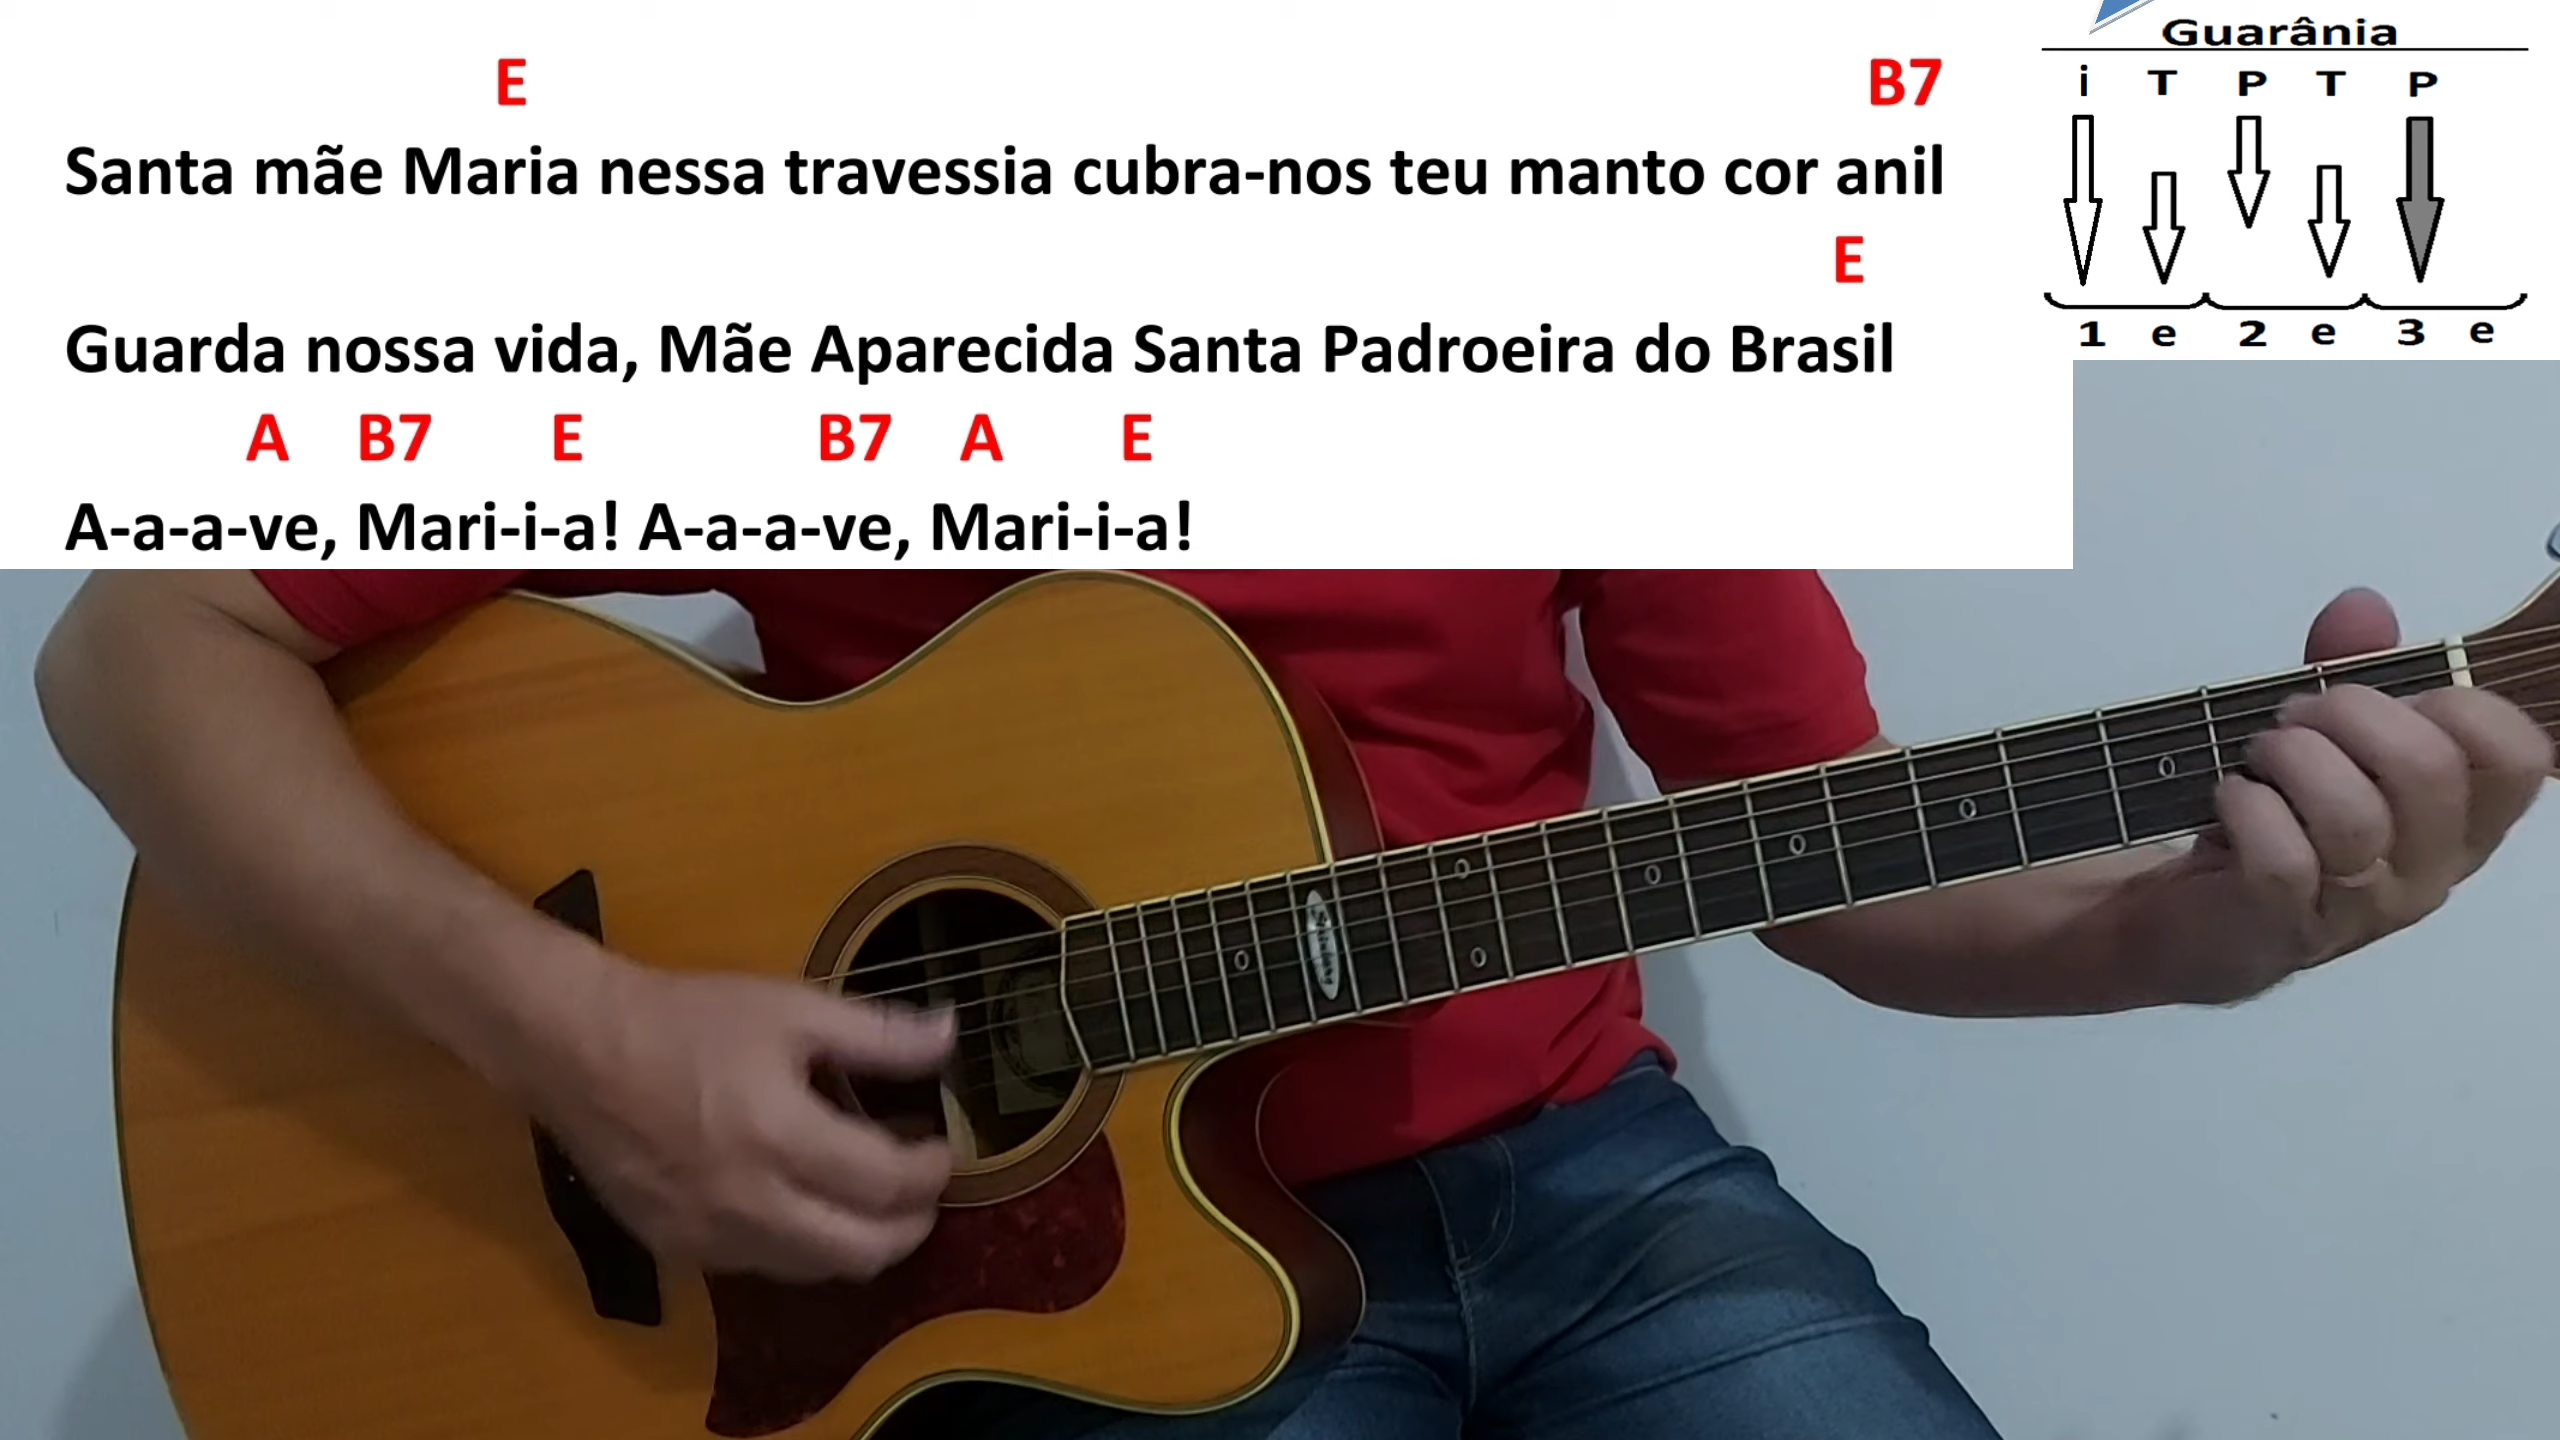 E B7
Santa mãe Maria nessa travessia cubra-nos teu manto cor anil
E
Guarda nossa vida, Mãe Aparecida Santa Padroeira do Brasil
A B7 E B7 A E
A-a-a-ve, Mari-i-a! A-a-a-ve, Mari-i-a!
Guarânia
i T P T P
1 e 2 e 3 e